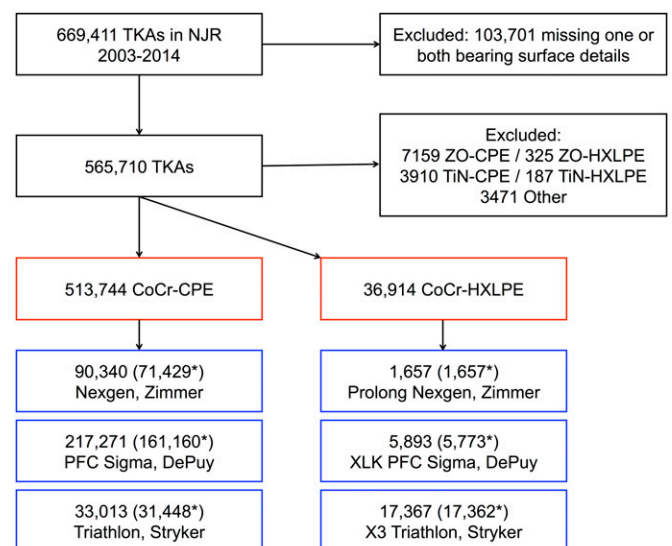 669,411 TKAs in NJR
2003-2014
Excluded: 103,701 missing one or
both bearing surface details
565,710 TKAs
Excluded:
7159 ZO-CPE / 325 ZO-HXLPE
3910 TiN-CPE / 187 TiN-HXLPE
3471 Other
513,744 CoCr-CPE
36,914 CoCr-HXLPE
90,340 (71,429*)
Nexgen, Zimmer
1,657 (1,657*)
Prolong Nexgen, Zimmer
217,271 (161,160*)
PFC Sigma, DePuy
5,893 (5,773*)
XLK PFC Sigma, DePuy
33,013 (31,448*)
Triathlon, Stryker
17,367 (17,362*)
X3 Triathlon, Stryker